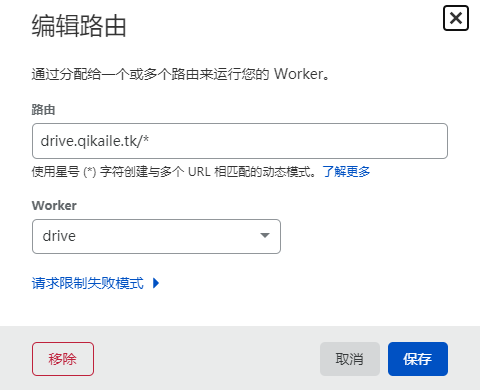 编辑路由
通过分配给一个或多个路由来运行您的 Worker。
路由
drive.qikaile.tk/*
使用星号 (*) 字符创建与多个 URL 相匹配的动态模式。了解更多
Worker
drive
请求限制失败模式
移除
取消
保存